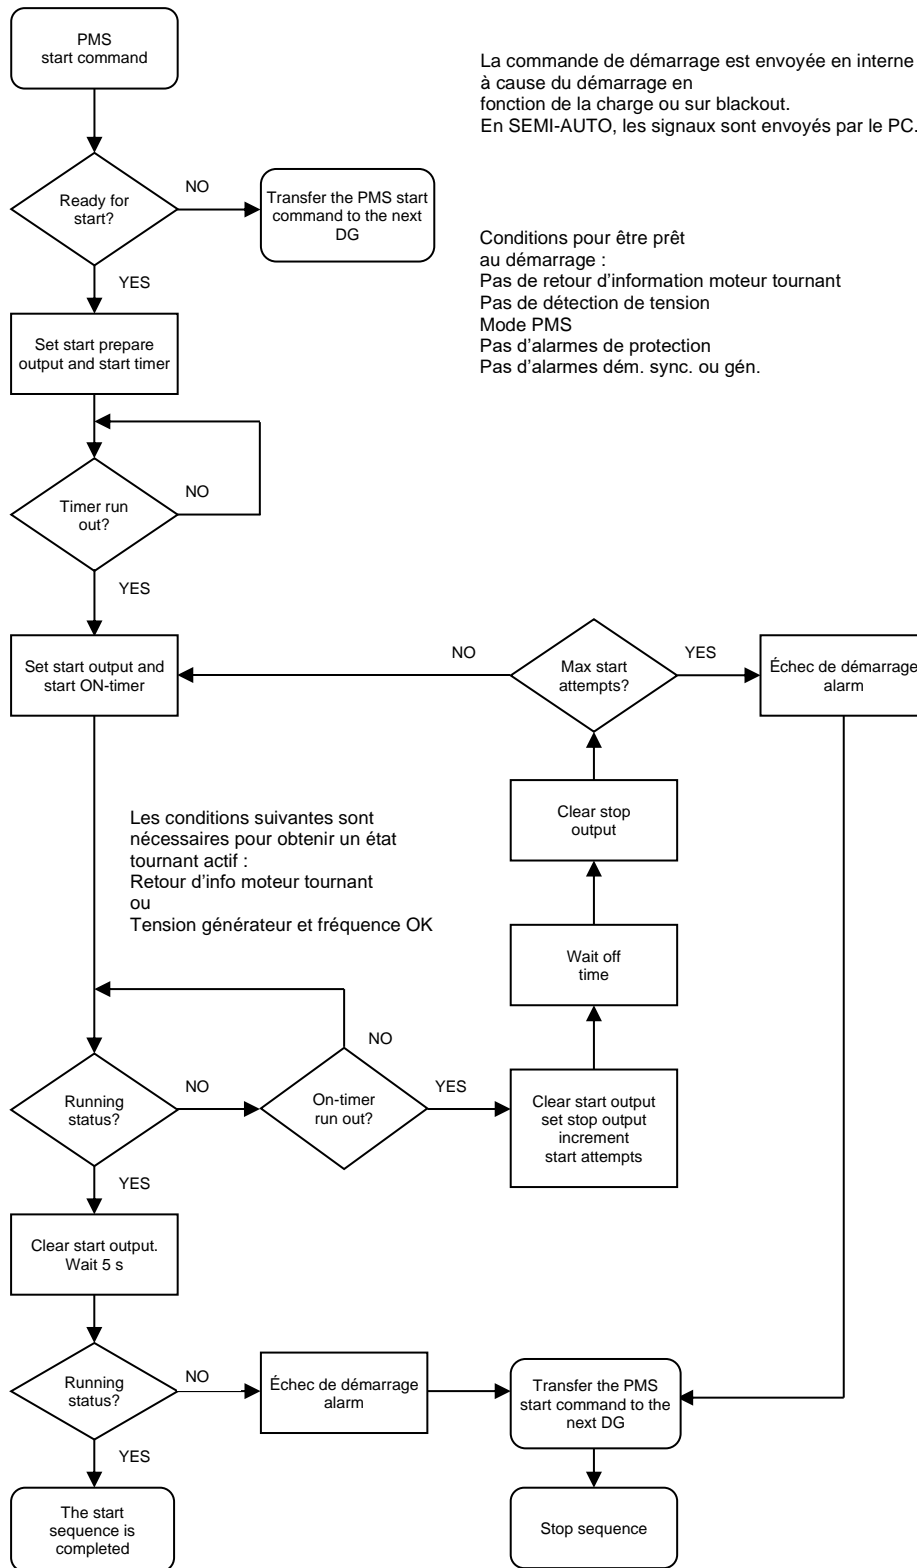 PMS
start command
La commande de démarrage est envoyée en interne
à cause du démarrage en
fonction de la charge ou sur blackout.
En SEMI-AUTO, les signaux sont envoyés par le PC.
Ready for
start?
NO
Transfer the PMS start
command to the next
DG
Conditions pour être prêt
au démarrage :
Pas de retour d’information moteur tournant
Pas de détection de tension
Mode PMS
Pas d’alarmes de protection
Pas d’alarmes dém. sync. ou gén.
YES
Set start prepare
output and start timer
Timer run
out?
NO
YES
Set start output and
start ON-timer
NO
Max start
attempts?
YES
Échec de démarrage
alarm
Clear stop
output
Les conditions suivantes sont
nécessaires pour obtenir un état
tournant actif :
Retour d’info moteur tournant
ou
Tension générateur et fréquence OK
Wait off
time
NO
Running
status?
NO
On-timer
run out?
YES
Clear start output
set stop output
increment
start attempts
YES
Clear start output.
Wait 5 s
Running
status?
NO
Échec de démarrage
alarm
Transfer the PMS
start command to the
next DG
YES
The start
sequence is
completed
Stop sequence